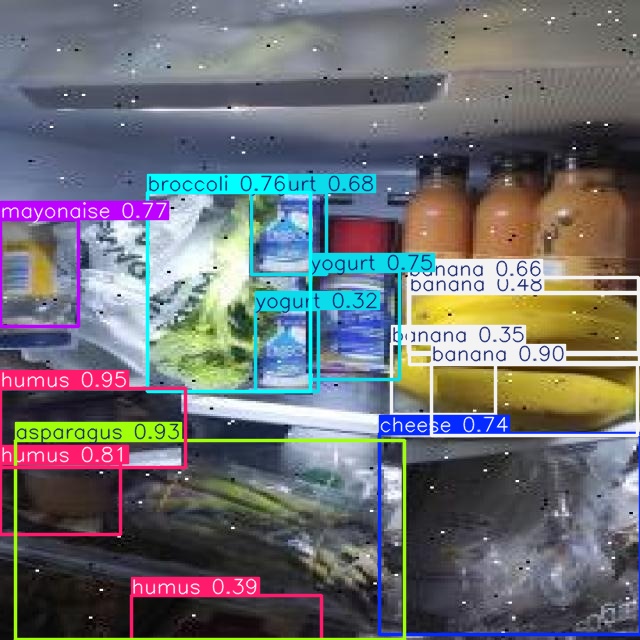 broccoli 0.76urt 0.68
mayonaise 0.77
yogurt 0.75
banana 0.66
banana 0.48
yogurt 0.32
banana 0.35
banana 0.90
humus 0.95
cheese 0.74
asparagus 0.93
humus 0.81
humus 0.39